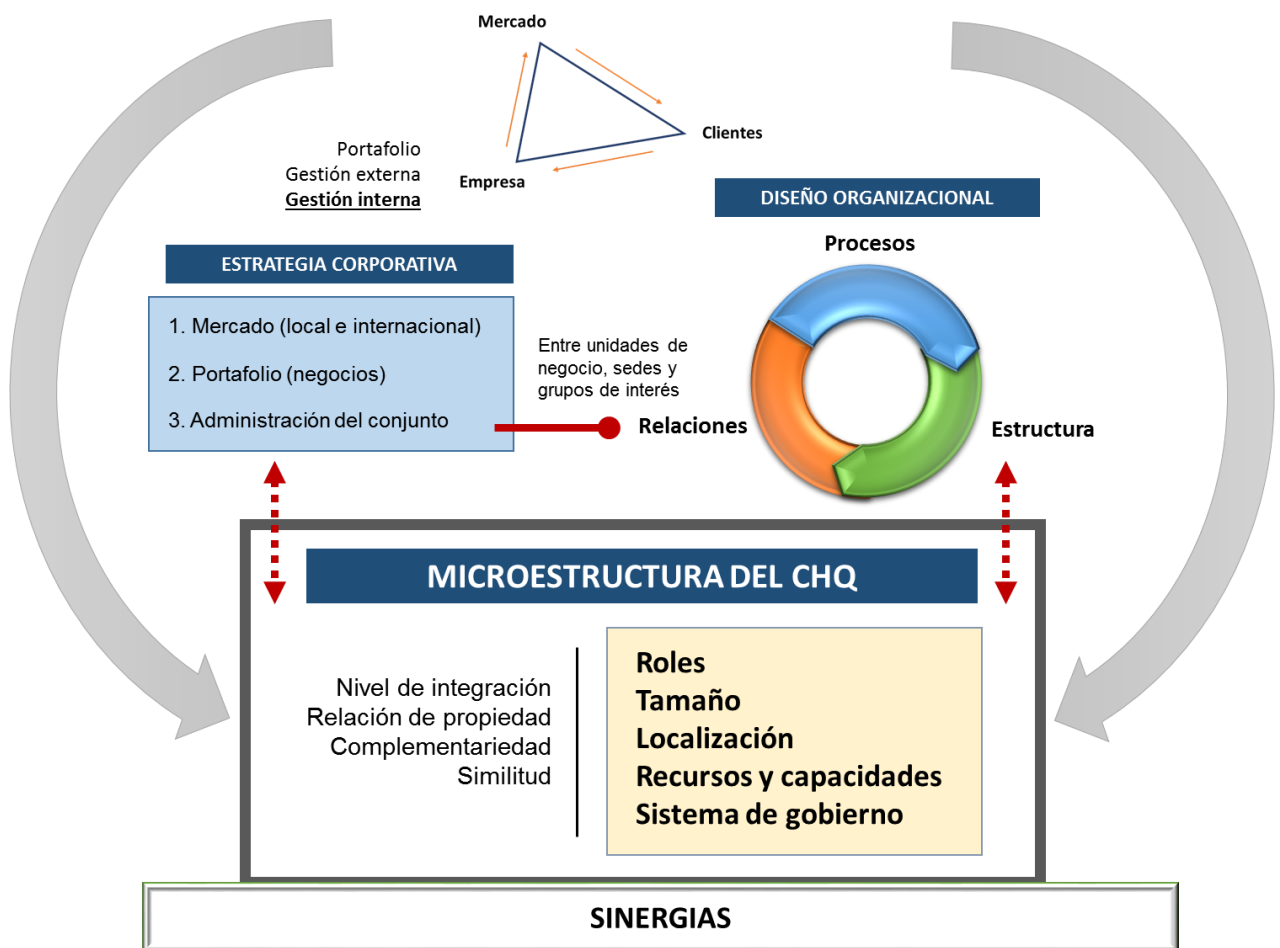 Mercado
Clientes
Empresa
Portafolio
Gestión externa
Gestión interna
DISEÑO ORGANIZACIONAL
Procesos
ESTRATEGIA CORPORATIVA
1. Mercado (local e internacional)
2. Portafolio (negocios)
3. Administración del conjunto
Entre unidades de
negocio, sedes y
grupos de interés
Relaciones
Estructura
MICROESTRUCTURA DEL CHQ
Nivel de integración
Relación de propiedad
Complementariedad
Similitud
Roles
Tamaño
Localización
Recursos y capacidades
Sistema de gobierno
SINERGIAS